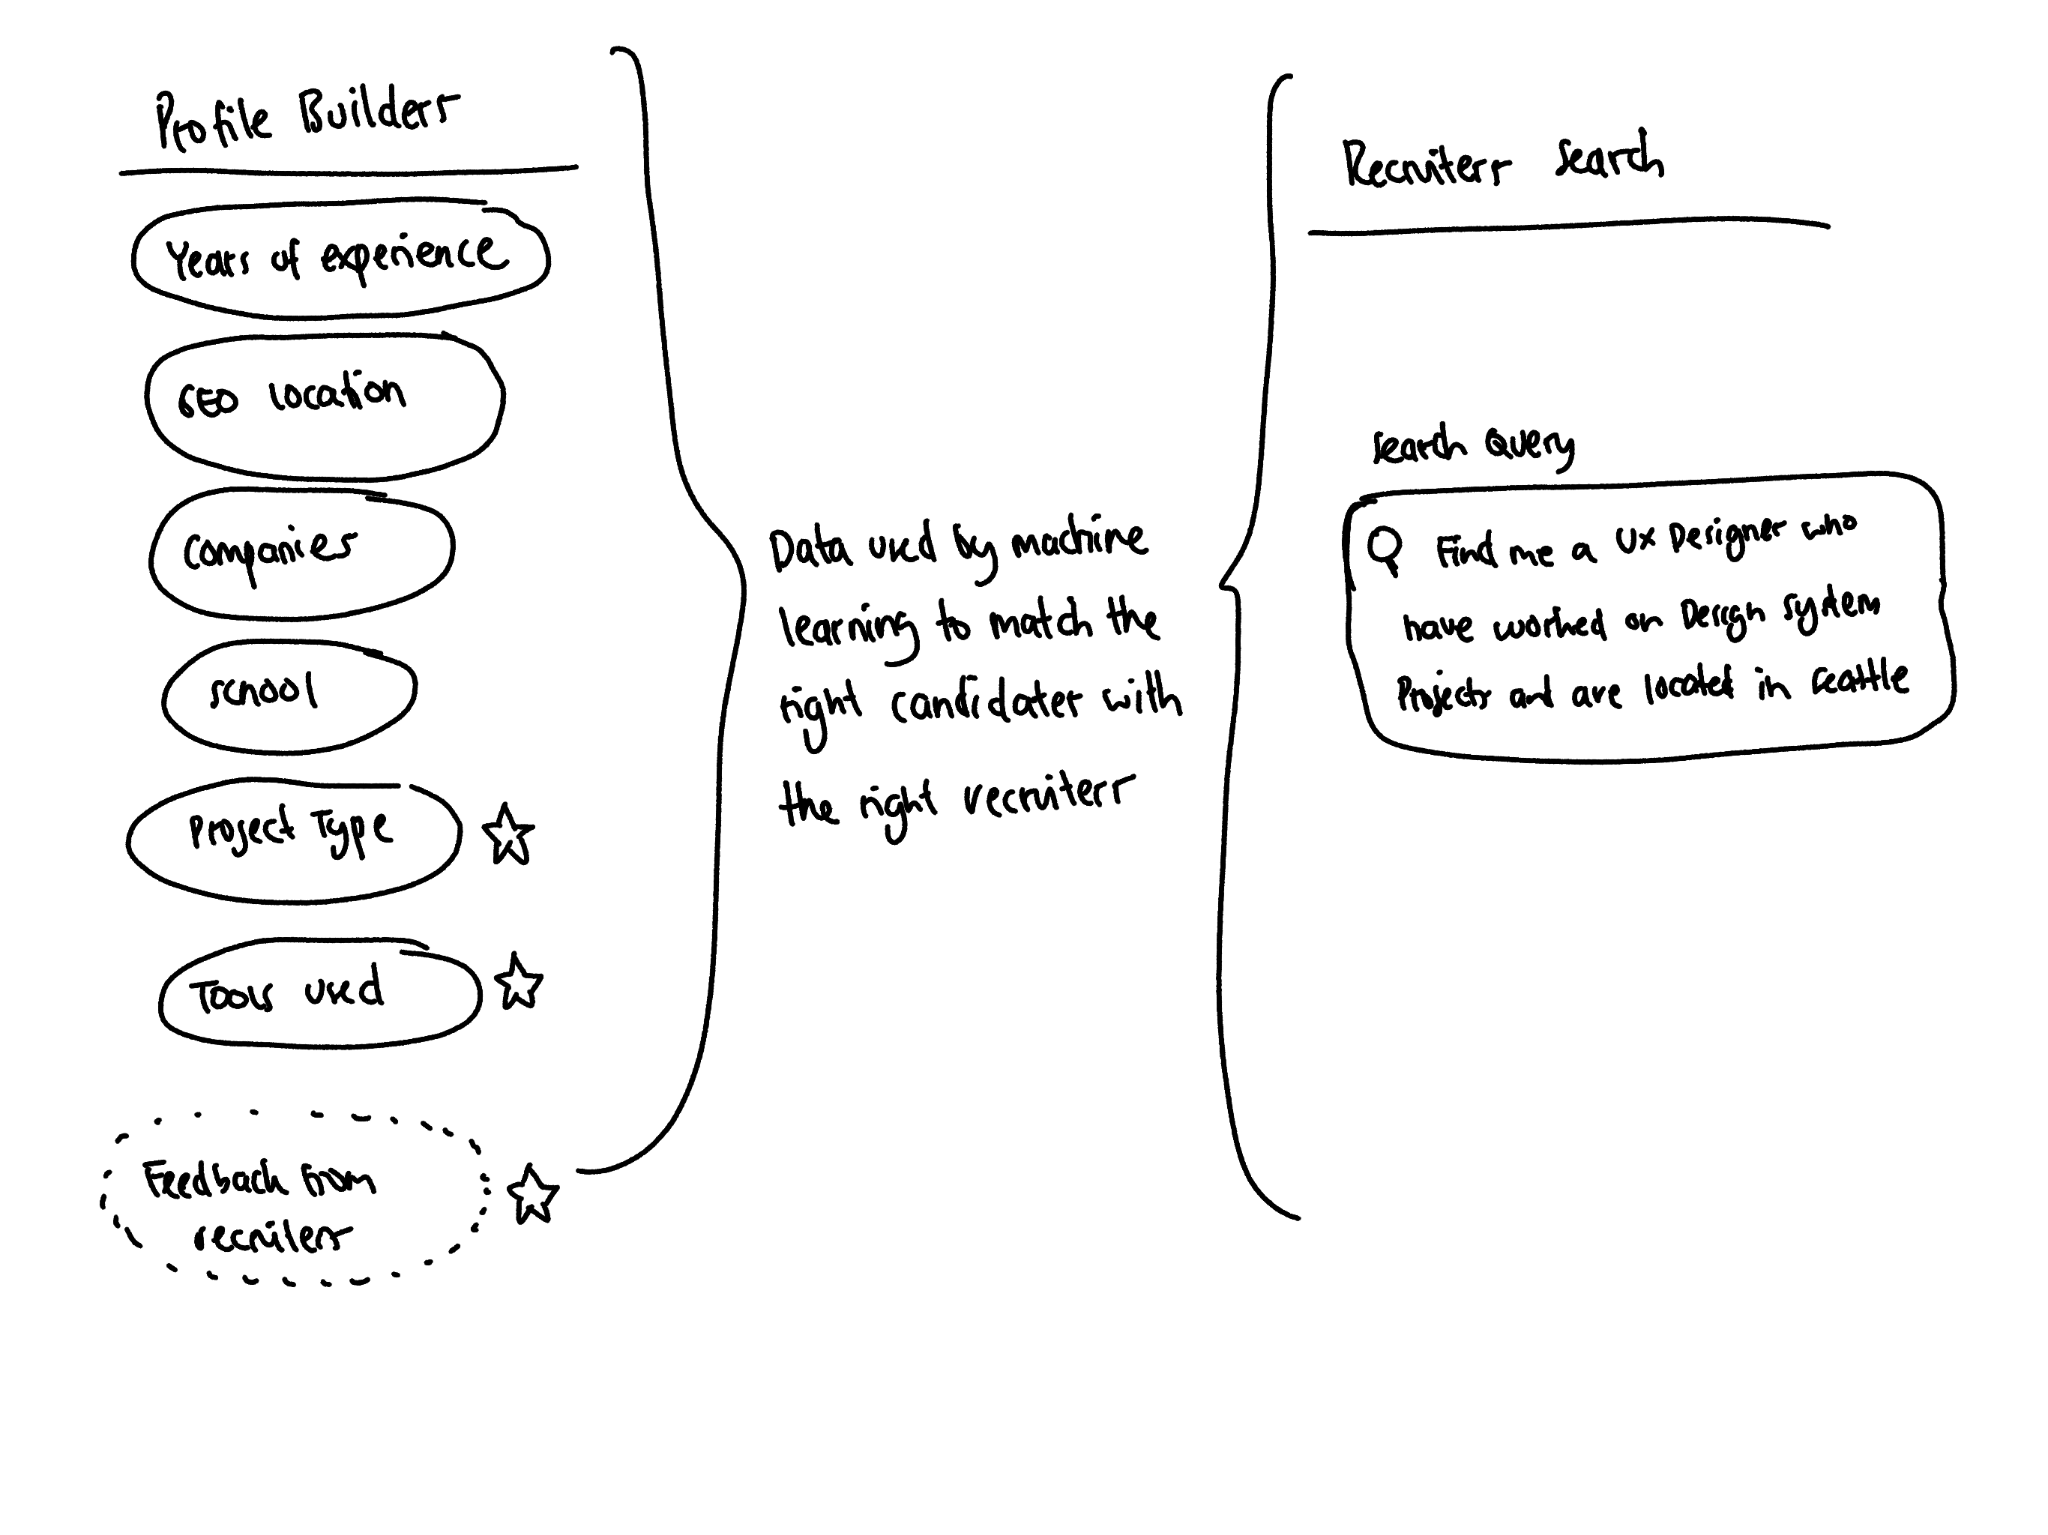 Profile Builders
Years of experience
GEO Location
Companies
School
Project Type
Tools used
Feedback from
recruiters
Data used by machine
learning to match the
right candidates with
the right recruiters
Recruiters Search
Search Query
Find me a UX Designer who
have worked on Design system
Projects and are located in Seattle